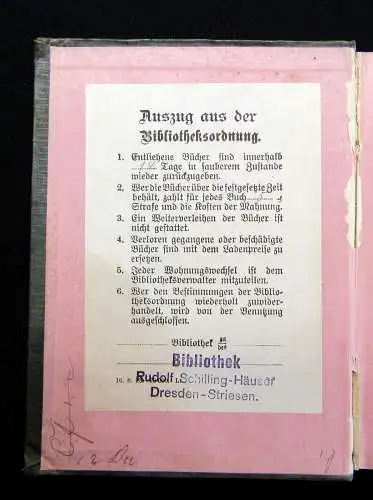 Auszug aus der
Bibliotheksordnung.
1. Entliehene Bücher sind innerhalb
Tage in sauberem Zustande
wieder zurückzugeben.
2. Wer die Bücher über die festgesetzte Zeit
behält, zahlt für jedes Buch
Strafe und die Kosten der Mahnung.
3. Ein Weiterverleihen der Bücher ist
nicht gestattet.
4. Verloren gegangene oder beschädigte
Bücher sind mit dem Ladenpreise zu
ersetzen.
5. Jeder Wohnungswechsel ist dem
Bibliotheksverwalter mitzuteilen.
6. Wer den Bestimmungen der Biblio-
theksordnung wiederholt zuwider-
handelt, wird von der Benutzung
ausgeschlossen.
Bibliothek zu der
Bibliothek
Rudolf Schilling-Häuser
Dresden-Striesen.